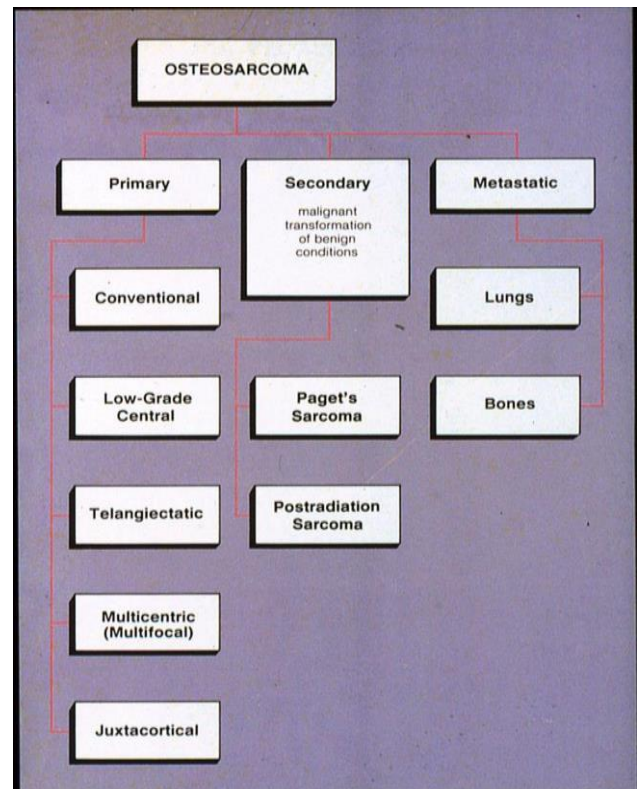 OSTEOSARCOMA
Primary
Secondary
malignant
transformation
of benign
conditions
Metastatic
Conventional
Lungs
Low-Grade
Central
Paget's
Sarcoma
Bones
Telangiectatic
Postradiation
Sarcoma
Multicentric
(Multifocal)
Juxtacortical